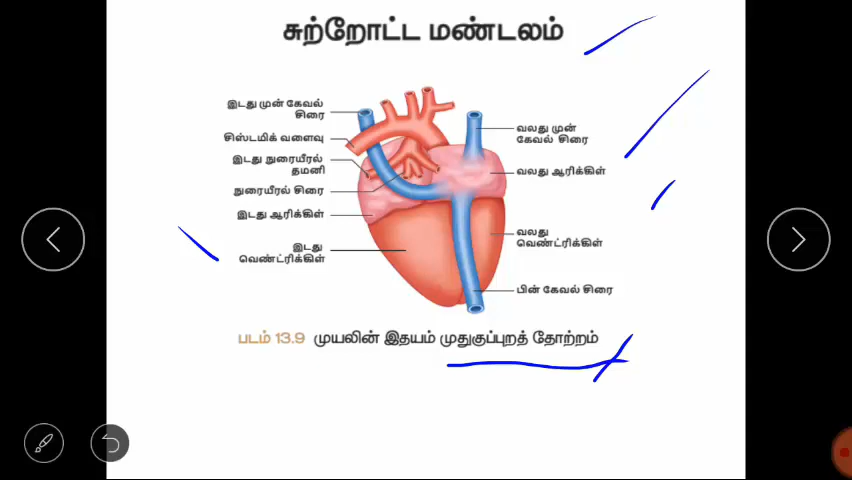 சுற்றோட்ட மண்டலம்
இடது முன் கேவல்
சிரை
சிஸ்டமிக் வளைவு
இடது நுரையீரல்
தமனி
நுரையீரல் சிரை
இடது ஆரிக்கிள்
இடது
வெண்ட்ரிக்கிள்
வலது முன்
கேவல் சிரை
வலது ஆரிக்கிள்
வலது
வெண்ட்ரிக்கிள்
பின் கேவல் சிரை
படம் 13.9 முயலின் இதயம் முதுகுப்புறத் தோற்றம்